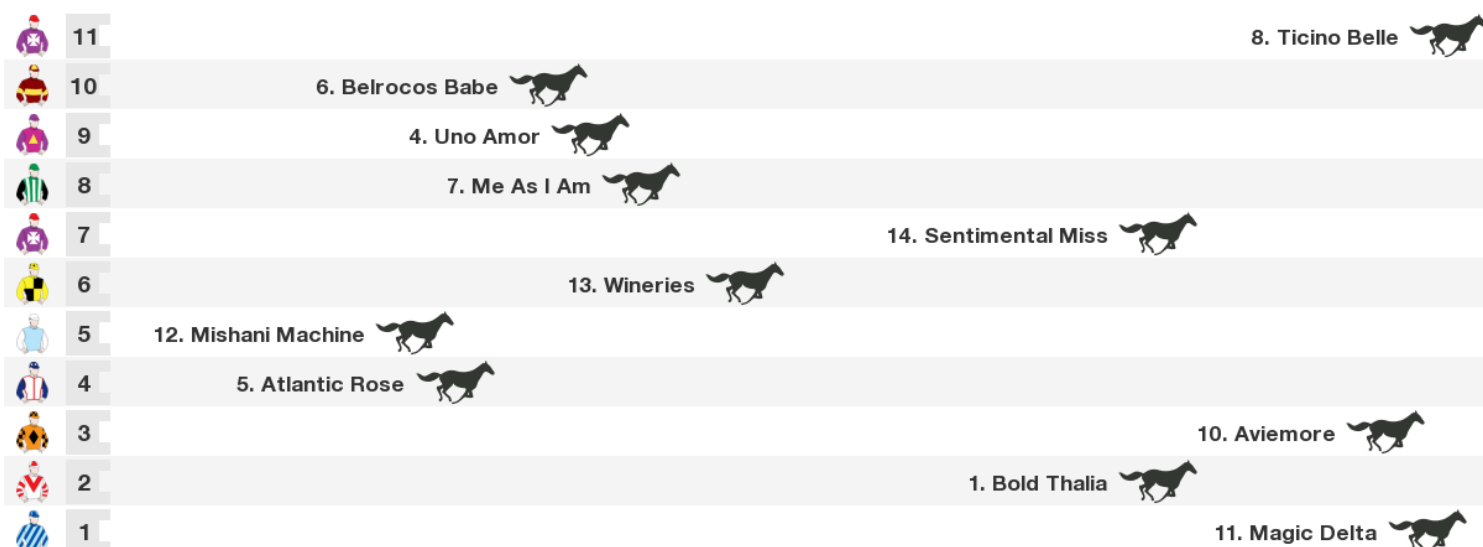 11 8. Ticino Belle
10 6. Belrocos Babe
9 4. Uno Amor
8 7. Me As I Am
7 14. Sentimental Miss
6 13. Wineries
5 12. Mishani Machine
4 5. Atlantic Rose
3 10. Aviemore
2 1. Bold Thalia
1 11. Magic Delta